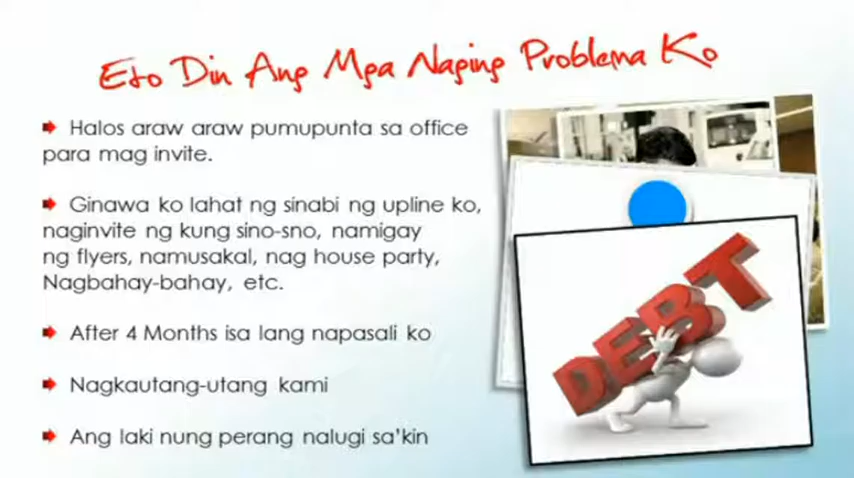 Eto Din Ang Mga Naging Problema Ko
Halos araw araw pumupunta sa office
para mag invite.
Ginawa ko lahat ng sinabi ng upline ko,
naginvite ng kung sino-sno, namigay
ng flyers, namusakal, nag house party,
Nagbahay-bahay, etc.
After 4 Months isa lang napasali ko
Nagkautang-utang kami
Ang laki nung perang nalugi sa'kin
DEBT